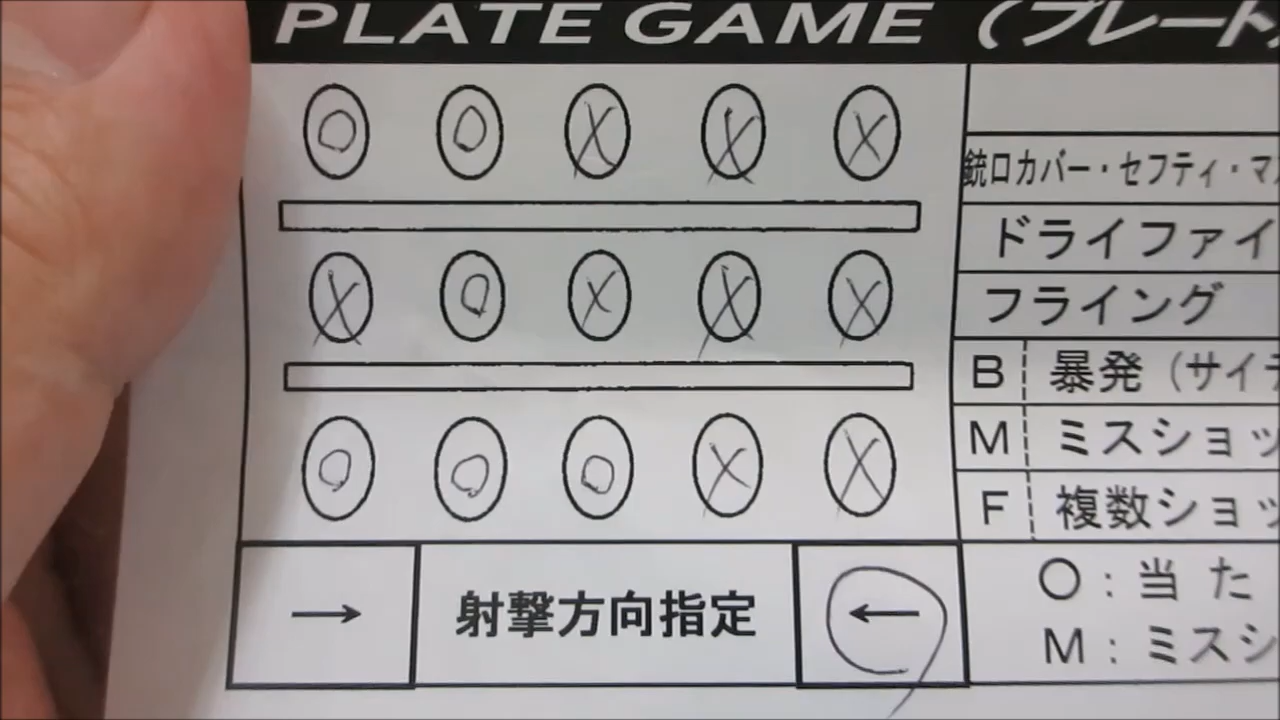 PLATE GAME （プレート
○ ○ X X X
X ○ X X X
○ ○ ○ X X
→ 射撃方向指定 ←
銃口カバー・セフティ・マ
ドライファイ
フライング
B 暴発（サイ
M ミスショッ
F 複数ショッ
○：当た
M：ミスシ